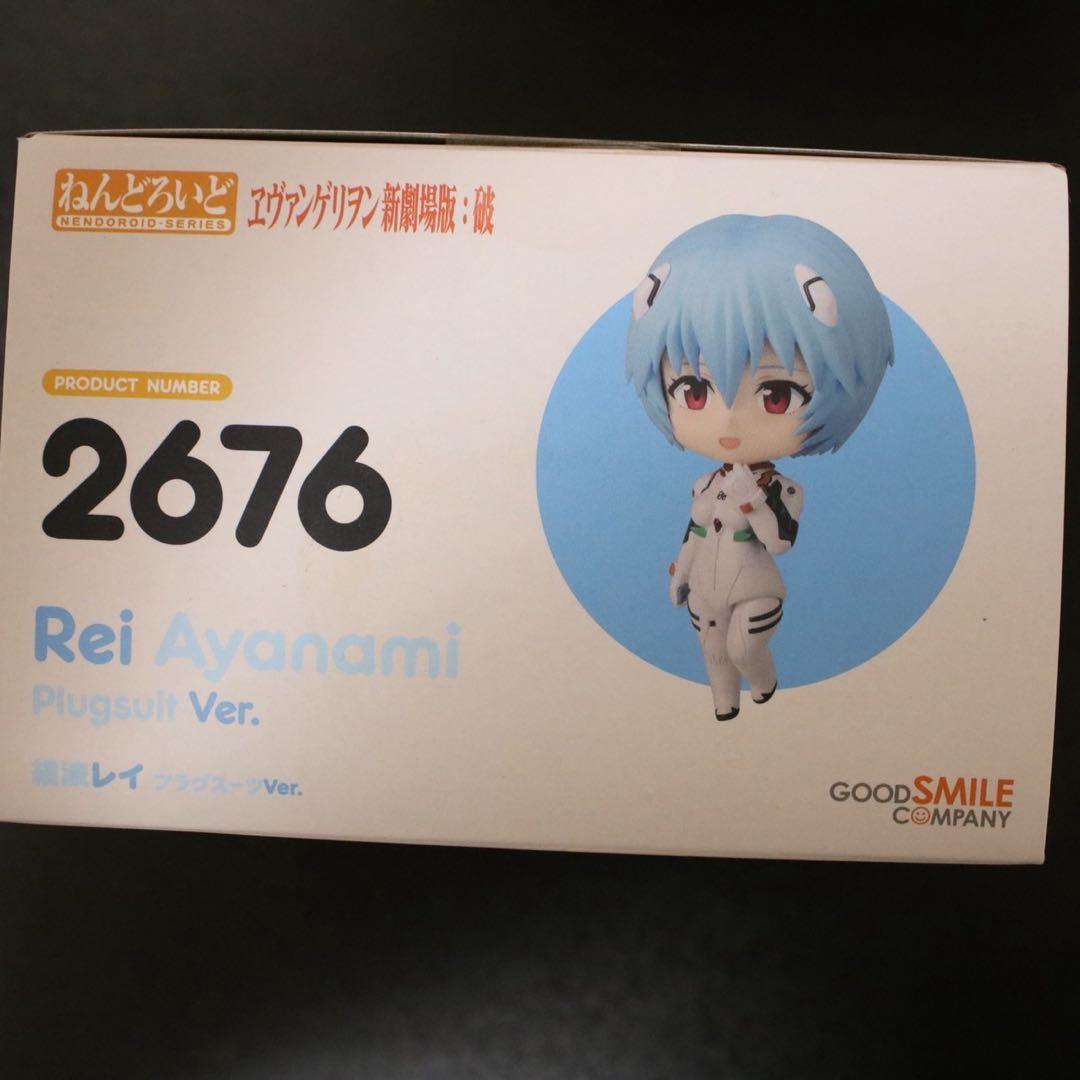 ねんどろいど
NENDOROID-SERIES
ヱヴァンゲリヲン新劇場版：破
PRODUCT NUMBER
2676
Rei Ayanami
Plugsuit Ver.
綾波レイ プラグスーツVer.
GOOD SMILE
COMPANY